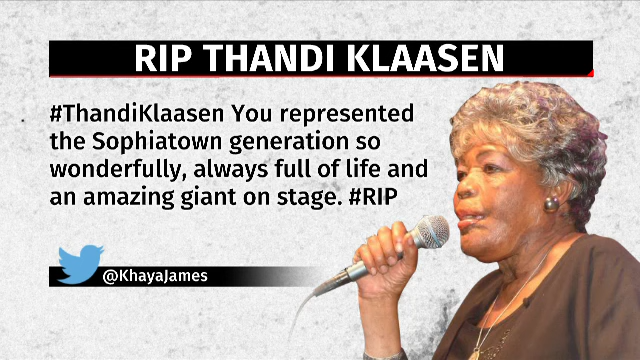 RIP THANDI KLAASEN
#ThandiKlaasen You represented
the Sophiatown generation so
wonderfully, always full of life and
an amazing giant on stage. #RIP
@KhayaJames